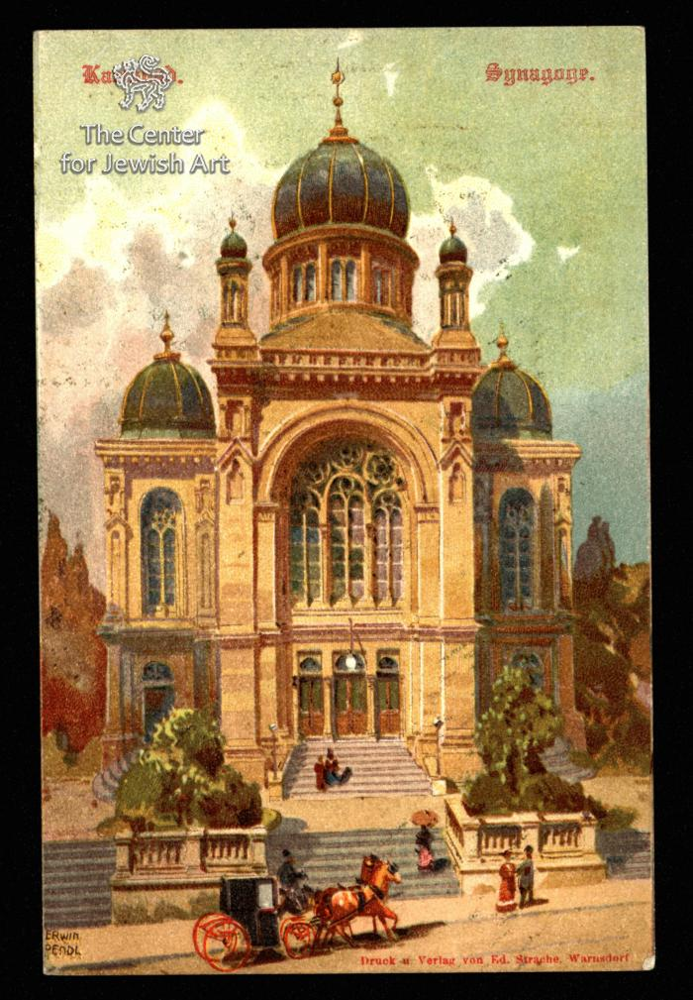 Synagoge.
The Center
for Jewish Art
ERWIN
PENDL
Druck u. Verlag von Ed. Strache, Warnsdorf